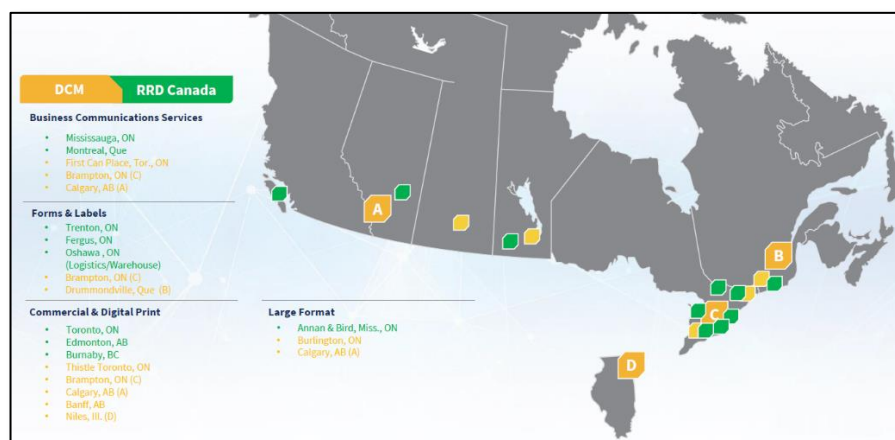 DCM
RRD Canada
Business Communications Services
• Mississauga, ON
• Montreal, Que
• First Can Place, Tor., ON
• Brampton, ON (C)
• Calgary, AB (A)
Forms & Labels
• Trenton, ON
• Fergus, ON
• Oshawa , ON
(Logistics/Warehouse)
• Brampton, ON (C)
• Drummondville, Que (B)
Commercial & Digital Print
• Toronto, ON
• Edmonton, AB
• Burnaby, BC
• Thistle Toronto, ON
• Brampton, ON (C)
• Calgary, AB (A)
• Banff, AB
• Niles, Ill. (D)
Large Format
• Annan & Bird, Miss., ON
• Burlington, ON
• Calgary, AB (A)
A
B
C
D